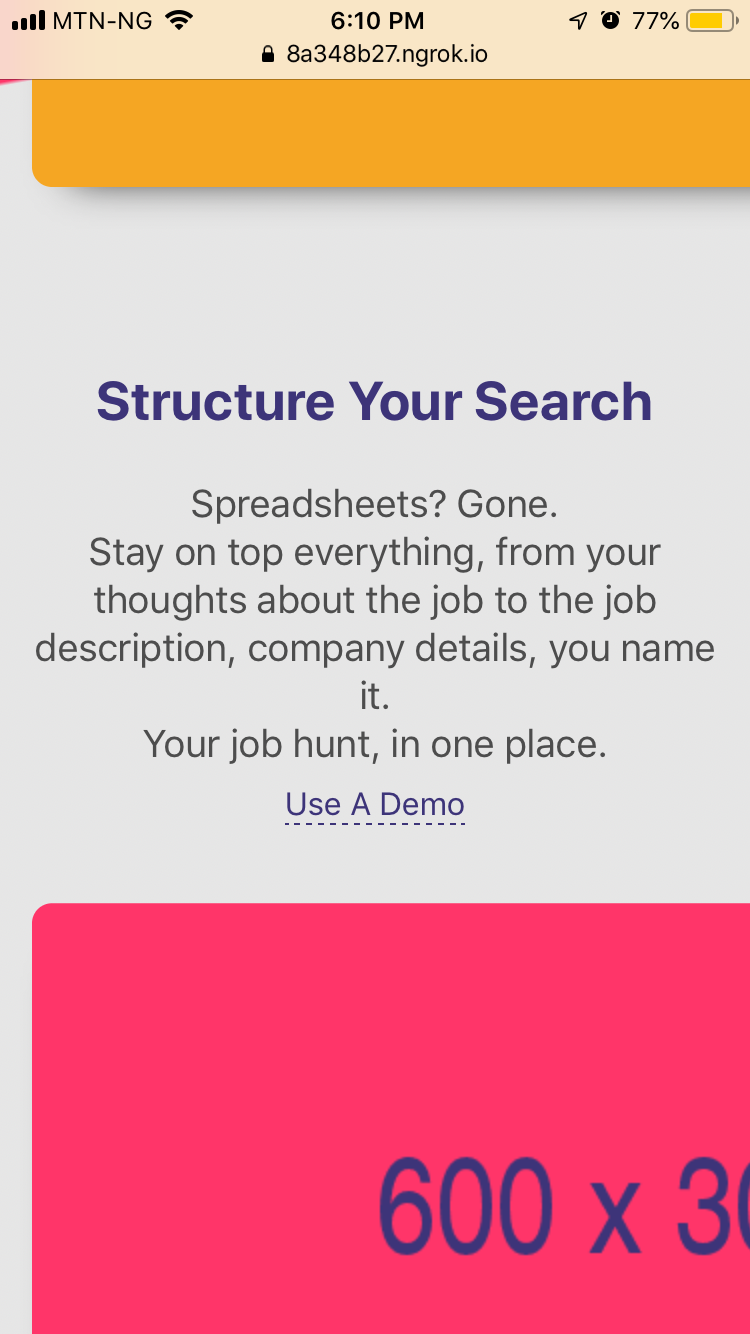 MTN-NG 6:10 PM 77%
8a348b27.ngrok.io
Structure Your Search
Spreadsheets? Gone.
Stay on top everything, from your
thoughts about the job to the job
description, company details, you name
it.
Your job hunt, in one place.
Use A Demo
600 x 30